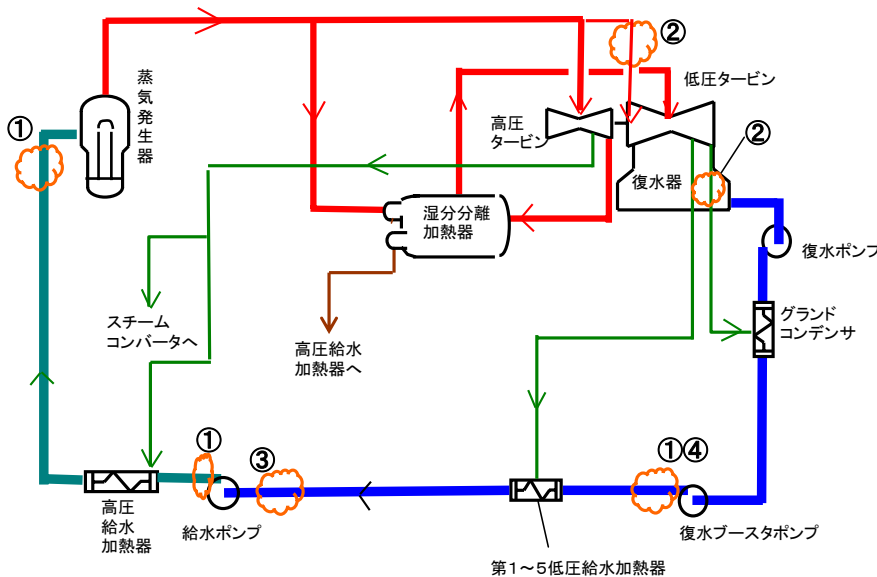 ②
蒸気発生器
低圧タービン
①
高圧
タービン
②
復水器
湿分分離
加熱器
復水ポンプ
グランド
コンデンサ
スチーム
コンバータへ
高圧給水
加熱器へ
①
③
①④
高圧
給水
加熱器
給水ポンプ
復水ブースタポンプ
第1～5低圧給水加熱器